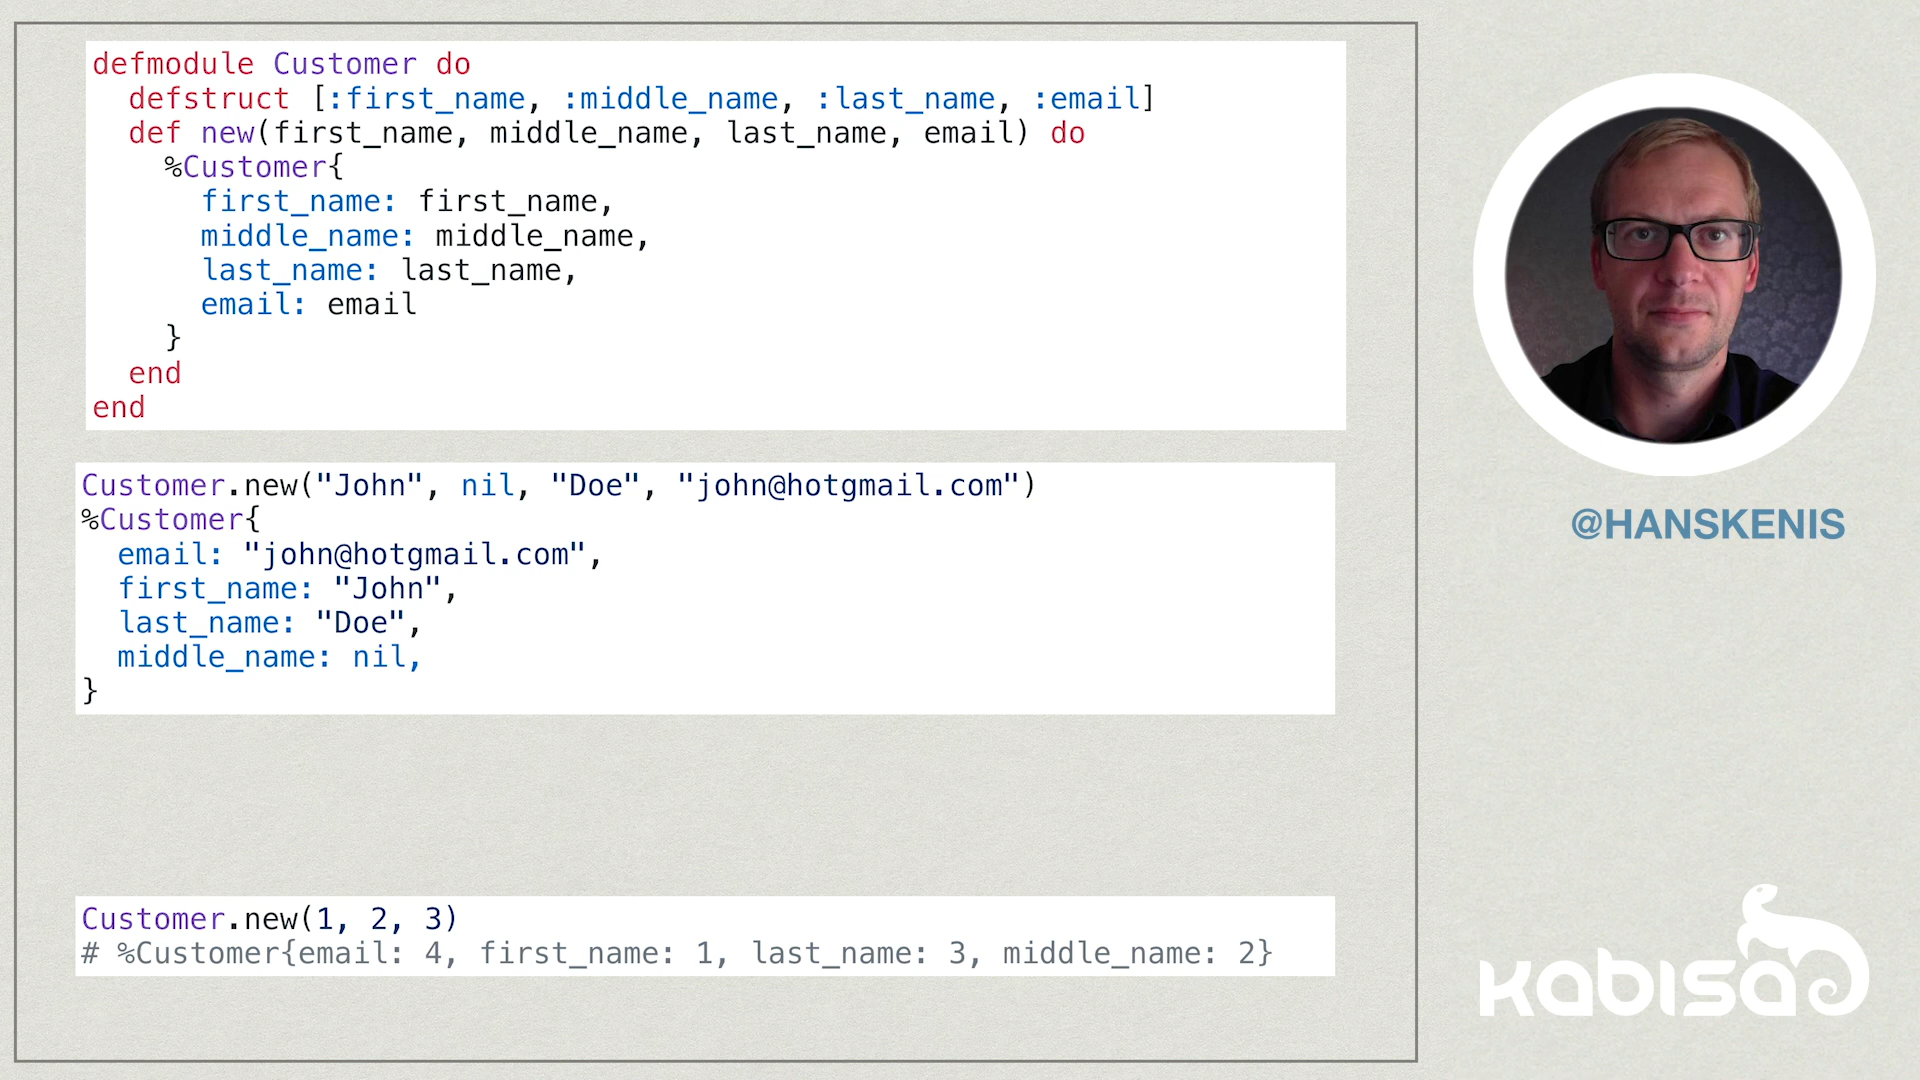 defmodule Customer do
  defstruct [:first_name, :middle_name, :last_name, :email]
  def new(first_name, middle_name, last_name, email) do
    %Customer{
      first_name: first_name,
      middle_name: middle_name,
      last_name: last_name,
      email: email
    }
  end
end
Customer.new("John", nil, "Doe", "john@hotgmail.com")
%Customer{
  email: "john@hotgmail.com",
  first_name: "John",
  last_name: "Doe",
  middle_name: nil,
}
Customer.new(1, 2, 3)
# %Customer{email: 4, first_name: 1, last_name: 3, middle_name: 2}
@HANSKENIS
kabisa